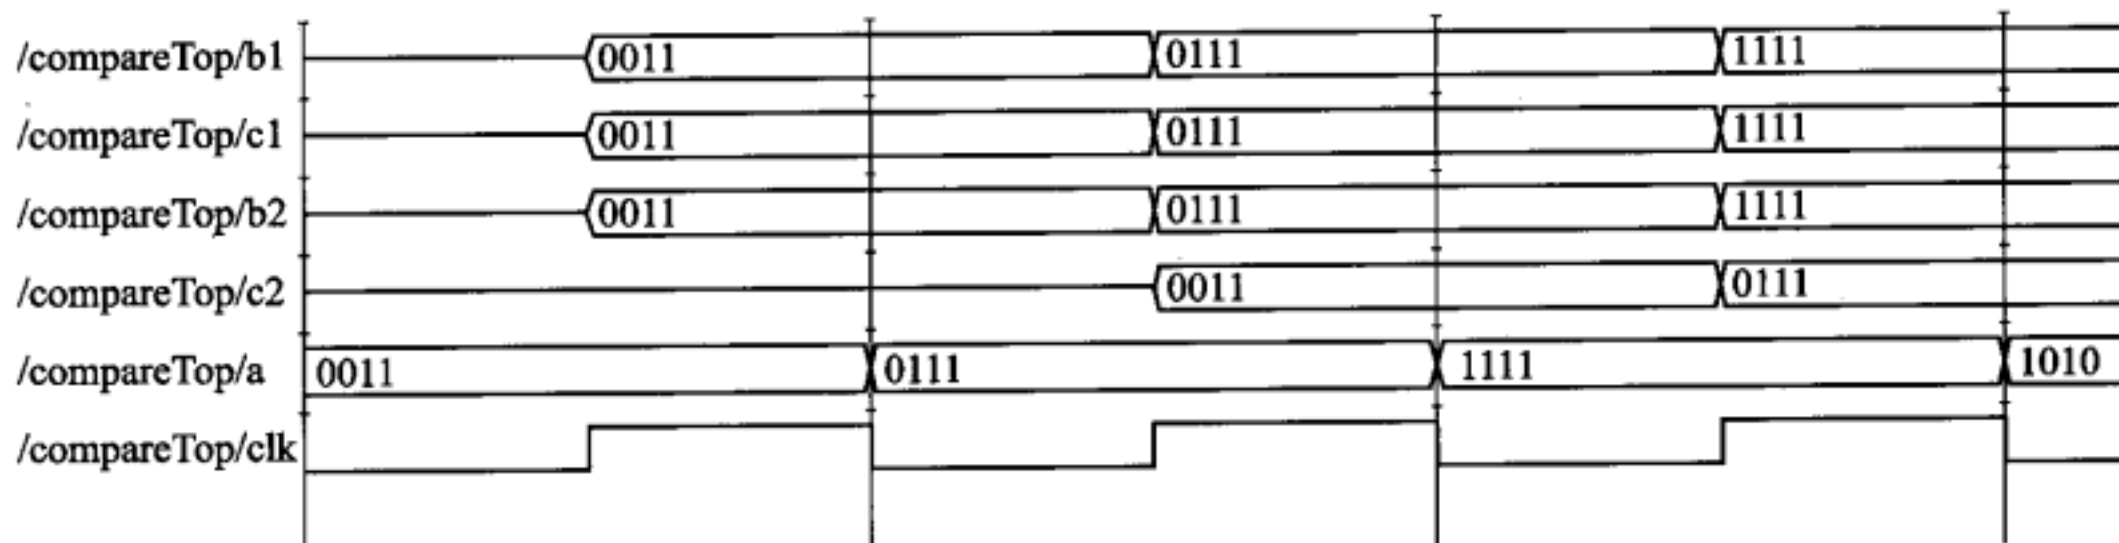 /compareTop/b1 0011 0111 1111
/compareTop/c1 0011 0111 1111
/compareTop/b2 0011 0111 1111
/compareTop/c2 0011 0111
/compareTop/a 0011 0111 1111 1010
/compareTop/clk